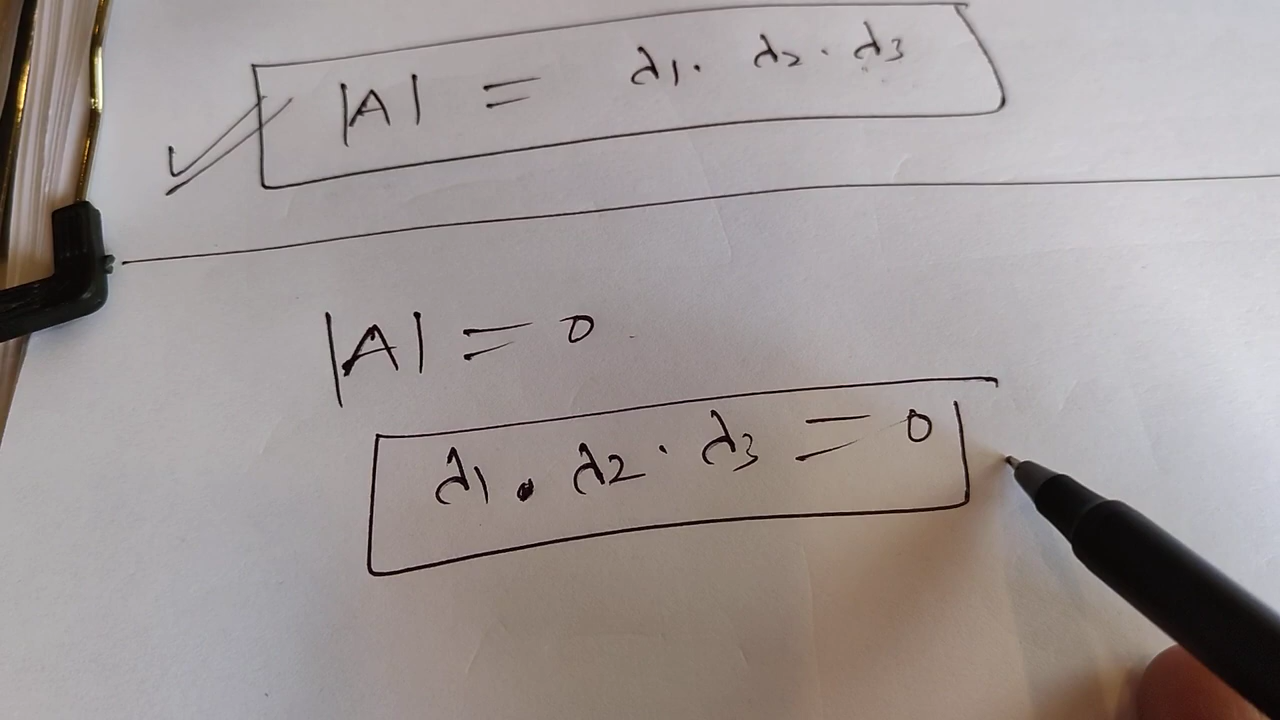 |A| = λ1 · λ2 · λ3
|A| = 0
λ1 · λ2 · λ3 = 0